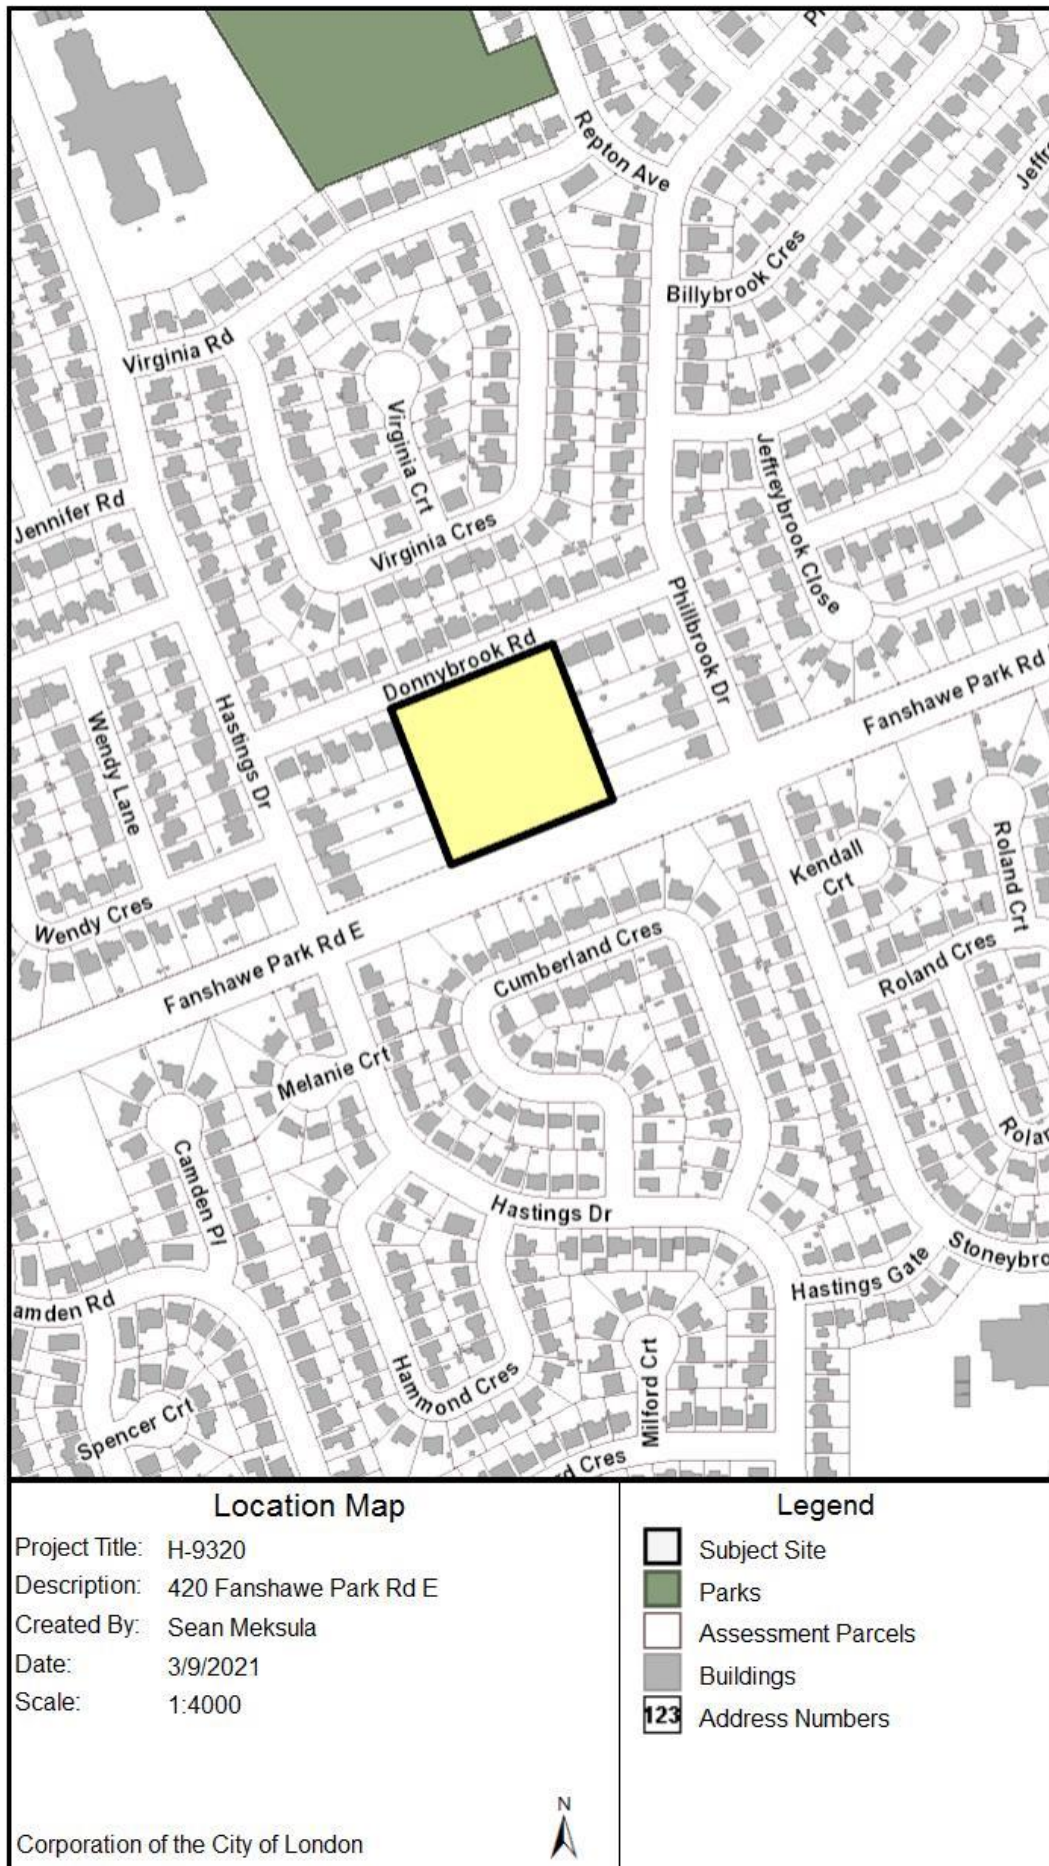 Repton Ave
Billybrook Cres
Virginia Rd
Virginia Crt
Jennifer Rd
Virginia Cres
Jeffreybrook Close
Phillbrook Dr
Donnybrook Rd
Fanshawe Park Rd
Hastings Dr
Wendy Lane
Kendall
Crt
Roland Crt
Wendy Cres
Fanshawe Park Rd E
Cumberland Cres
Roland Cres
Melanie Crt
Camden Pl
Hastings Dr
Hastings Gate
Stoneybro
amden Rd
Hammond Cres
Milford Crt
Spencer Crt
rd Cres
Location Map
Project Title: H-9320
Description: 420 Fanshawe Park Rd E
Created By: Sean Meksula
Date: 3/9/2021
Scale: 1:4000
N
Corporation of the City of London
Legend
Subject Site
Parks
Assessment Parcels
Buildings
123 Address Numbers